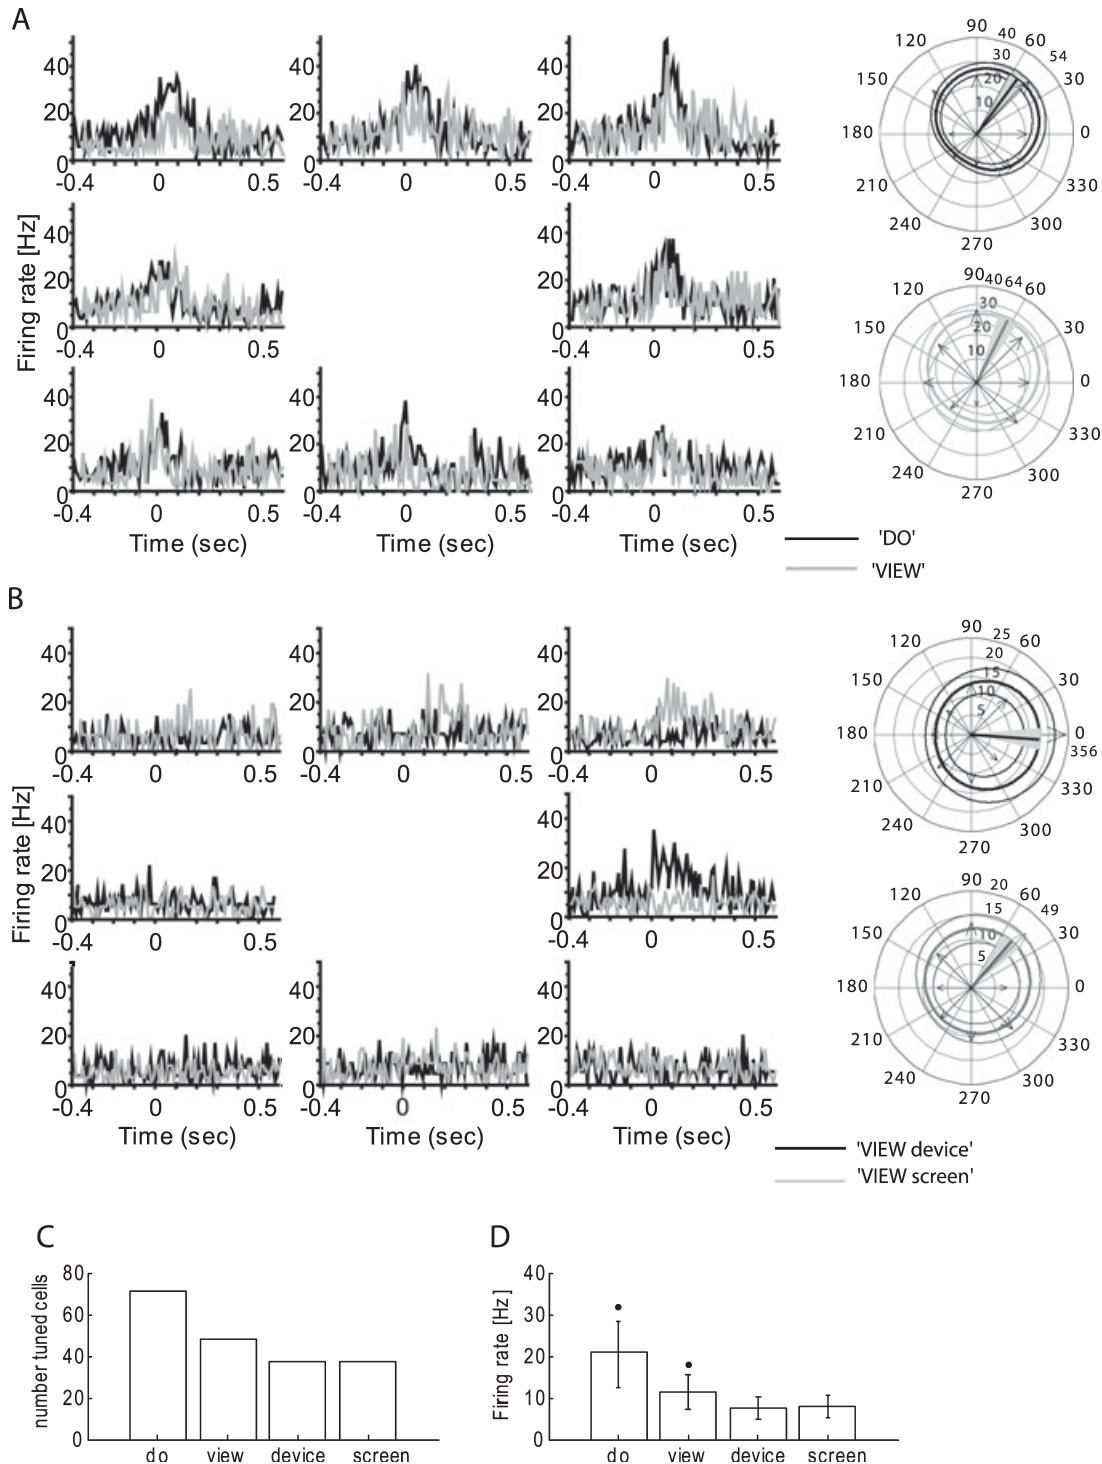 A
40 40 40
20 20 20
0 0 0
-0.4 0 0.5 -0.4 0 0.5 -0.4 0 0.5
90 40 60 54 30 0 330 300 270 240 210 180 150 120
30 20 10
Firing rate [Hz]
40 40
20 20
0 0
-0.4 0 0.5 -0.4 0 0.5
90 40 64 60 30 0 330 300 270 240 210 180 150 120
30 20 10
40 40 40
20 20 20
0 0 0
-0.4 0 0.5 -0.4 0 0.5 -0.4 0 0.5
Time (sec) Time (sec) Time (sec)
'DO'
'VIEW'
B
40 40 40
20 20 20
0 0 0
-0.4 0 0.5 -0.4 0 0.5 -0.4 0 0.5
90 25 60 30 0 356 330 300 270 240 210 180 150 120
20 15 10 5
Firing rate [Hz]
40 40
20 20
0 0
-0.4 0 0.5 -0.4 0 0.5
90 20 60 49 30 0 330 300 270 240 210 180 150 120
15 10 5
40 40 40
20 20 20
0 0 0
-0.4 0 0.5 -0.4 0 0.5 -0.4 0 0.5
Time (sec) Time (sec) Time (sec)
'VIEW device'
'VIEW screen'
C
number tuned cells
80
60
40
20
0
do view device screen
D
Firing rate [Hz]
40
30
20
10
0
do view device screen